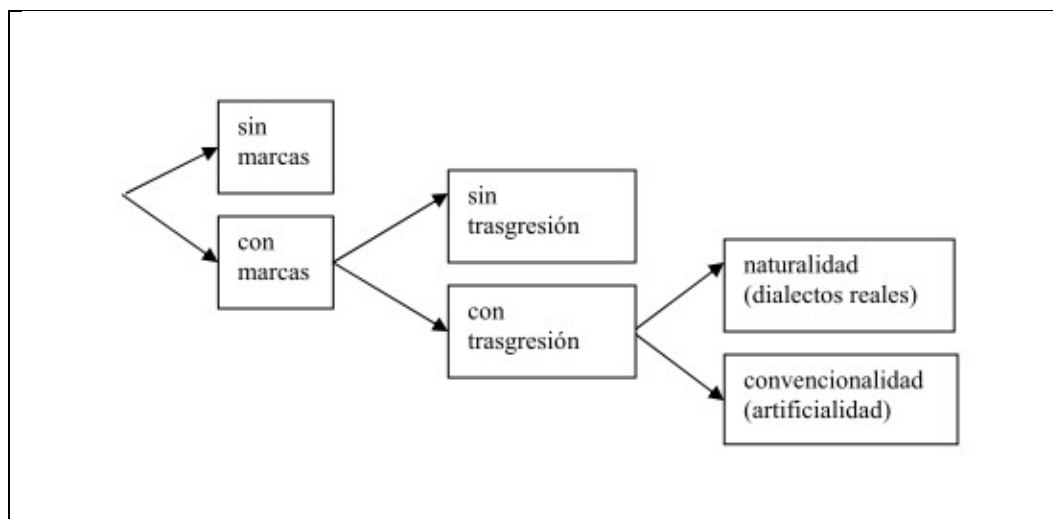 sin
marcas
con
marcas
sin
trasgresión
con
trasgresión
naturalidad
(dialectos reales)
convencionalidad
(artificialidad)